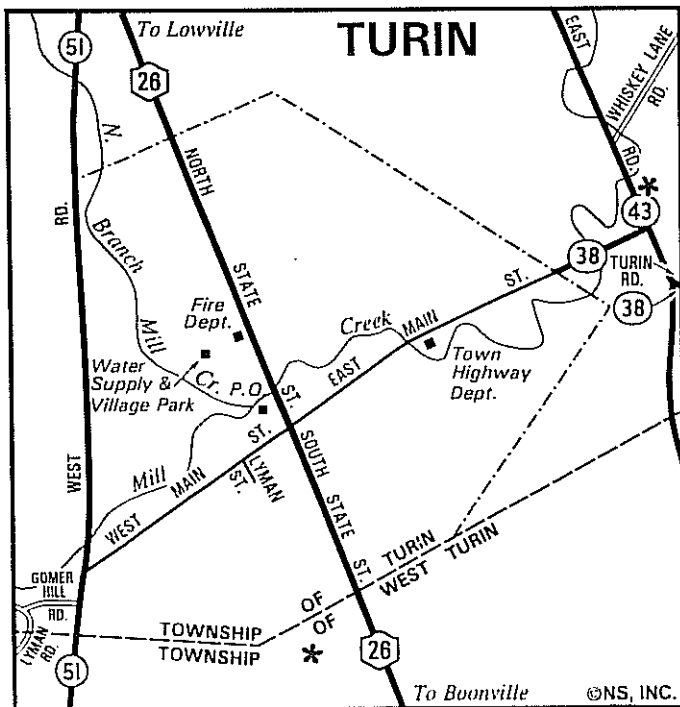 51
To Lowville
TURIN
26
EAST
RD.
WHISKEY LANE
RD.
N.
Branch
Mill
Cr.
NORTH
STATE
ST.
RD.
WEST
43
38
TURIN
RD.
38
Fire
Dept.
Creek
EAST
MAIN
ST.
Water
Supply &
Village Park
P.O.
Town
Highway
Dept.
Mill
WEST
MAIN
ST.
LYMAN
ST.
SOUTH
STATE
ST.
GOMER
HILL
RD.
LYMAN
RD.
TOWNSHIP OF TURIN
TOWNSHIP OF WEST TURIN
*
*
51
26
To Boonville
©NS, INC.